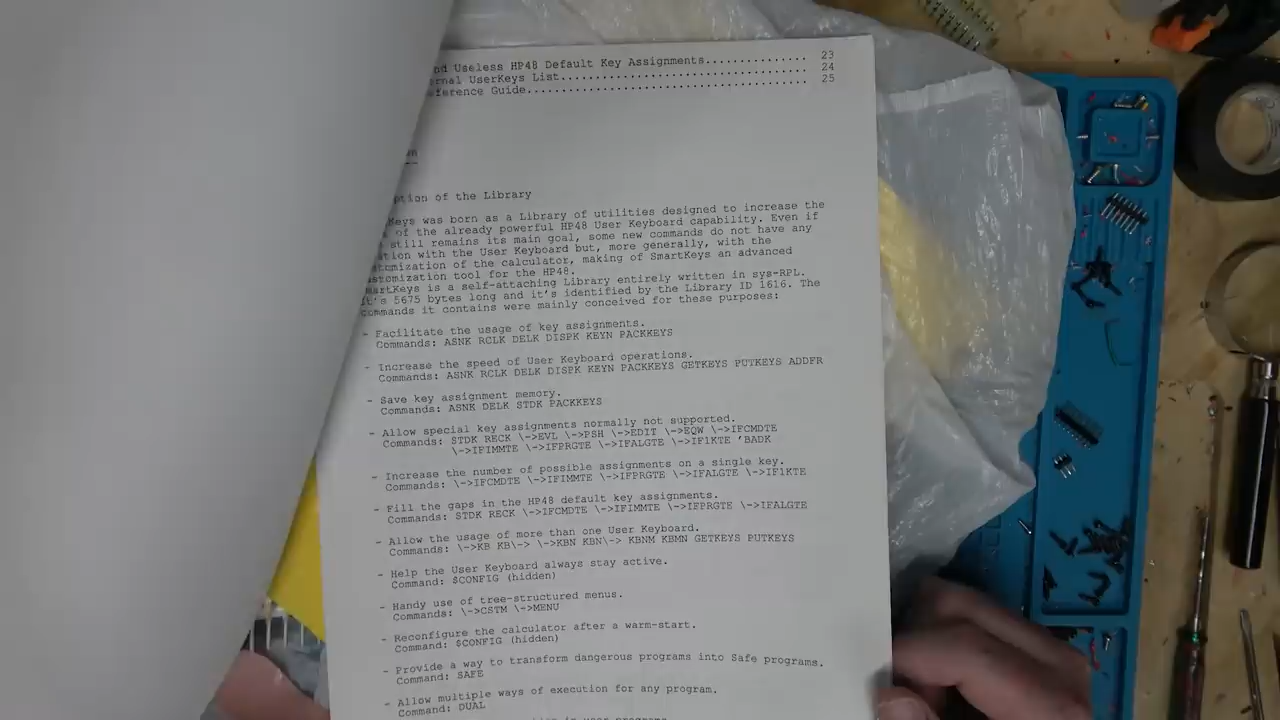 nd Useless HP48 Default Key Assignments............... 23
rnal UserKeys List..................................... 24
eference Guide.......................................... 25
ption of the Library
Keys was born as a Library of utilities designed to increase the
of the already powerful HP48 User Keyboard capability. Even if
still remains its main goal, some new commands do not have any
tion with the User Keyboard but, more generally, with the
tomization of the calculator, making of SmartKeys an advanced
stomization tool for the HP48.
martKeys is a self-attaching Library entirely written in sys-RPL.
It's 5675 bytes long and it's identified by the Library ID 1616. The
commands it contains were mainly conceived for these purposes:
- Facilitate the usage of key assignments.
Commands: ASNK RCLK DELK DISPK KEYN PACKKEYS
- Increase the speed of User Keyboard operations.
Commands: ASNK RCLK DELK DISPK KEYN PACKKEYS GETKEYS PUTKEYS ADDFR
- Save key assignment memory.
Commands: ASNK DELK STDK PACKKEYS
- Allow special key assignments normally not supported.
Commands: STDK RECK \->EVL \->PSH \->EDIT \->EQW \->IFCMDTE
\->IFIMMTE \->IFPRGTE \->IFALGTE \->IF1KTE 'BADK
- Increase the number of possible assignments on a single key.
Commands: \->IFCMDTE \->IFIMMTE \->IFPRGTE \->IFALGTE \->IF1KTE
- Fill the gaps in the HP48 default key assignments.
Commands: STDK RECK \->IFCMDTE \->IFIMMTE \->IFPRGTE \->IFALGTE
- Allow the usage of more than one User Keyboard.
Commands: \->KB KB\-> \->KBN KBN\-> KBNM KBMN GETKEYS PUTKEYS
- Help the User Keyboard always stay active.
Command: $CONFIG (hidden)
- Handy use of tree-structured menus.
Commands: \->CSTM \->MENU
- Reconfigure the calculator after a warm-start.
Command: $CONFIG (hidden)
- Provide a way to transform dangerous programs into Safe programs.
Command: SAFE
- Allow multiple ways of execution for any program.
Command: DUAL
in user programs